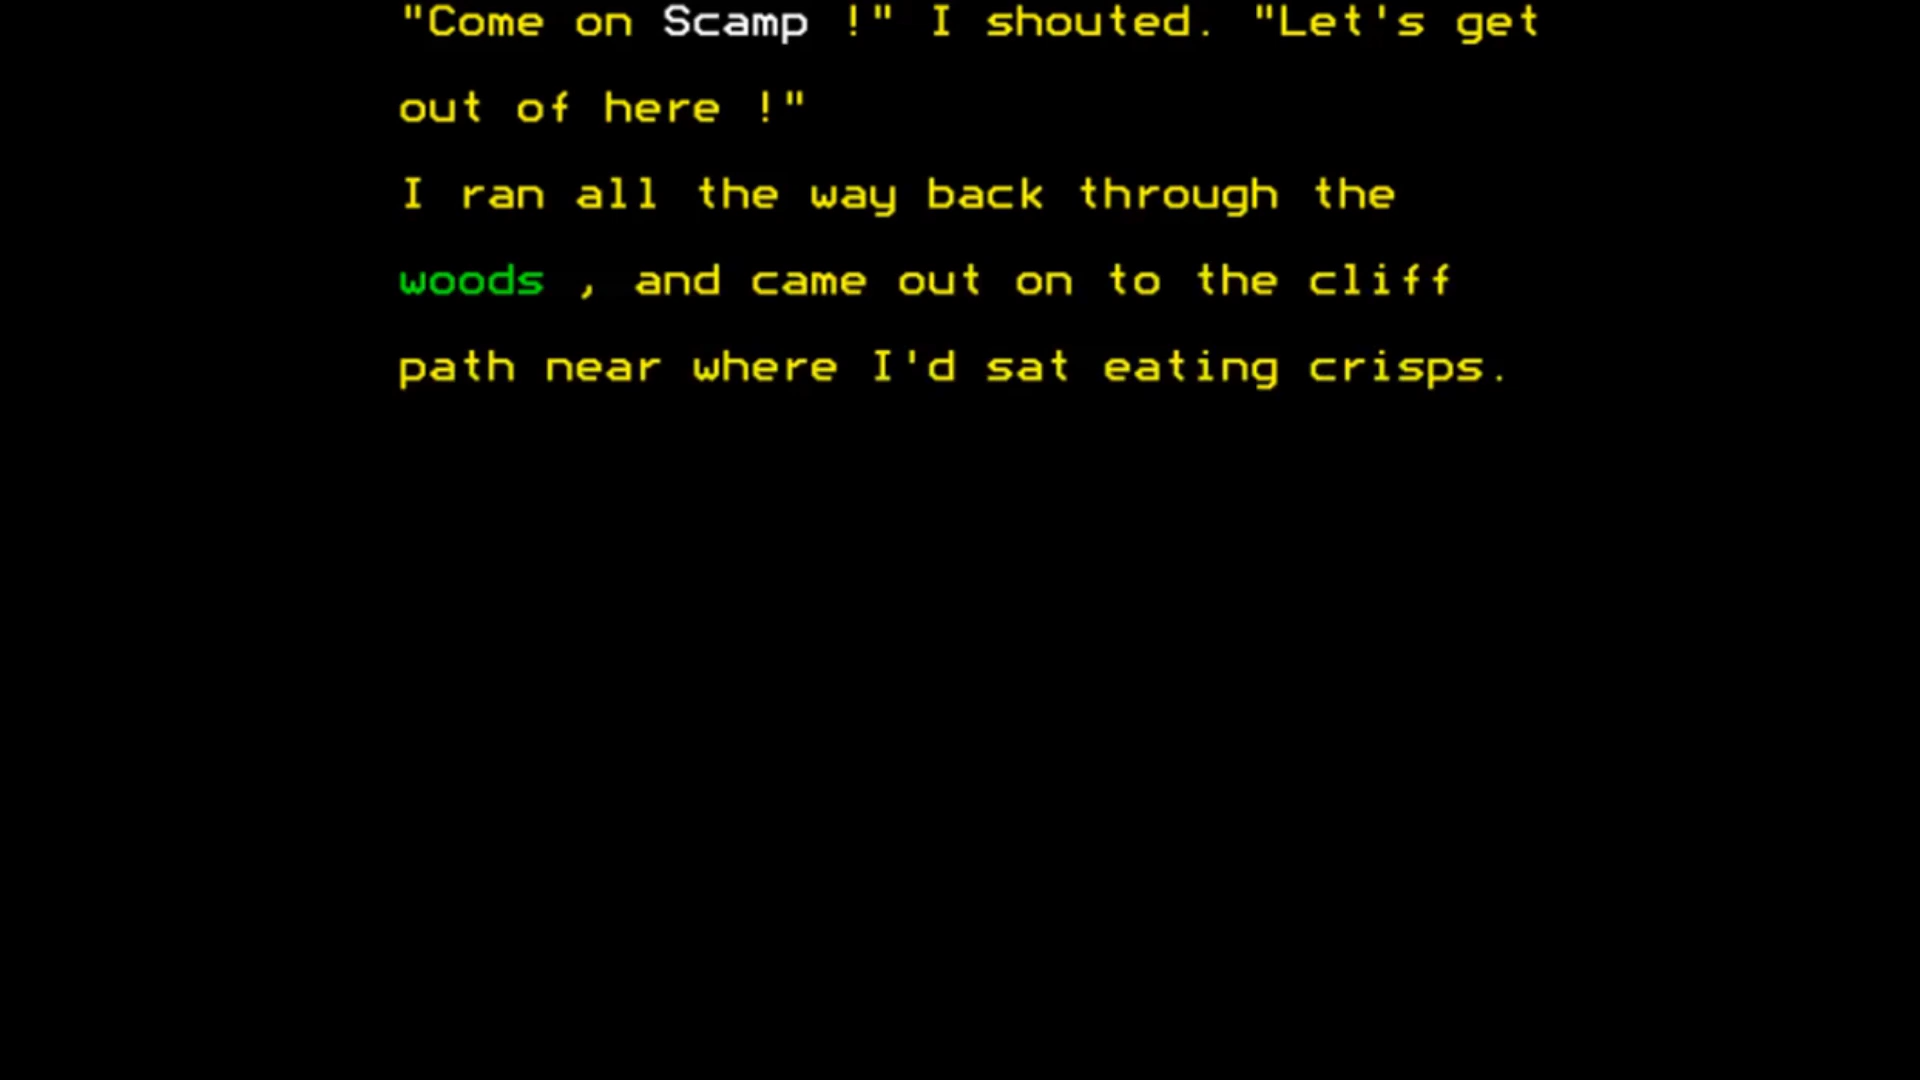 "Come on Scamp !" I shouted. "Let's get
out of here !"
I ran all the way back through the
woods , and came out on to the cliff
path near where I'd sat eating crisps.